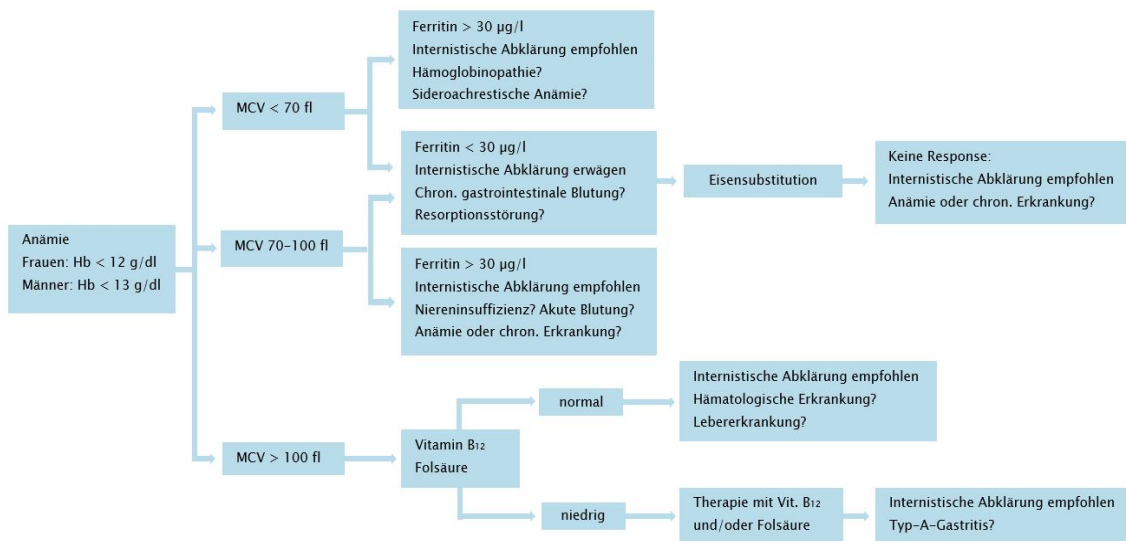 Anämie
Frauen: Hb < 12 g/dl
Männer: Hb < 13 g/dl
MCV < 70 fl
Ferritin > 30 µg/l
Internistische Abklärung empfohlen
Hämoglobinopathie?
Sideroachrestische Anämie?
Ferritin < 30 µg/l
Internistische Abklärung erwägen
Chron. gastrointestinale Blutung?
Resorptionsstörung?
Eisensubstitution
Keine Response:
Internistische Abklärung empfohlen
Anämie oder chron. Erkrankung?
MCV 70–100 fl
Ferritin > 30 µg/l
Internistische Abklärung empfohlen
Niereninsuffizienz? Akute Blutung?
Anämie oder chron. Erkrankung?
MCV > 100 fl
Vitamin B₁₂
Folsäure
normal
Internistische Abklärung empfohlen
Hämatologische Erkrankung?
Lebererkrankung?
niedrig
Therapie mit Vit. B₁₂
und/oder Folsäure
Internistische Abklärung empfohlen
Typ-A-Gastritis?